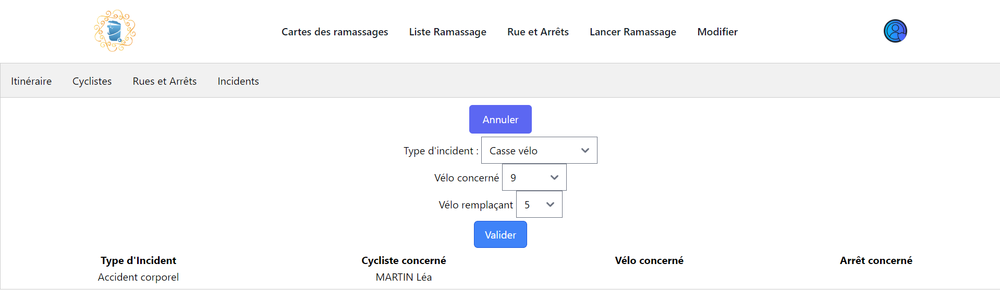 Cartes des ramassages Liste Ramassage Rue et Arrêts Lancer Ramassage Modifier
Itinéraire Cyclistes Rues et Arrêts Incidents
Annuler
Type d'incident : Casse vélo
Vélo concerné 9
Vélo remplaçant 5
Valider
Type d'Incident Cycliste concerné Vélo concerné Arrêt concerné
Accident corporel MARTIN Léa